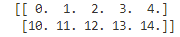 [[ 0.  1.  2.  3.  4.]
 [10. 11. 12. 13. 14.]]